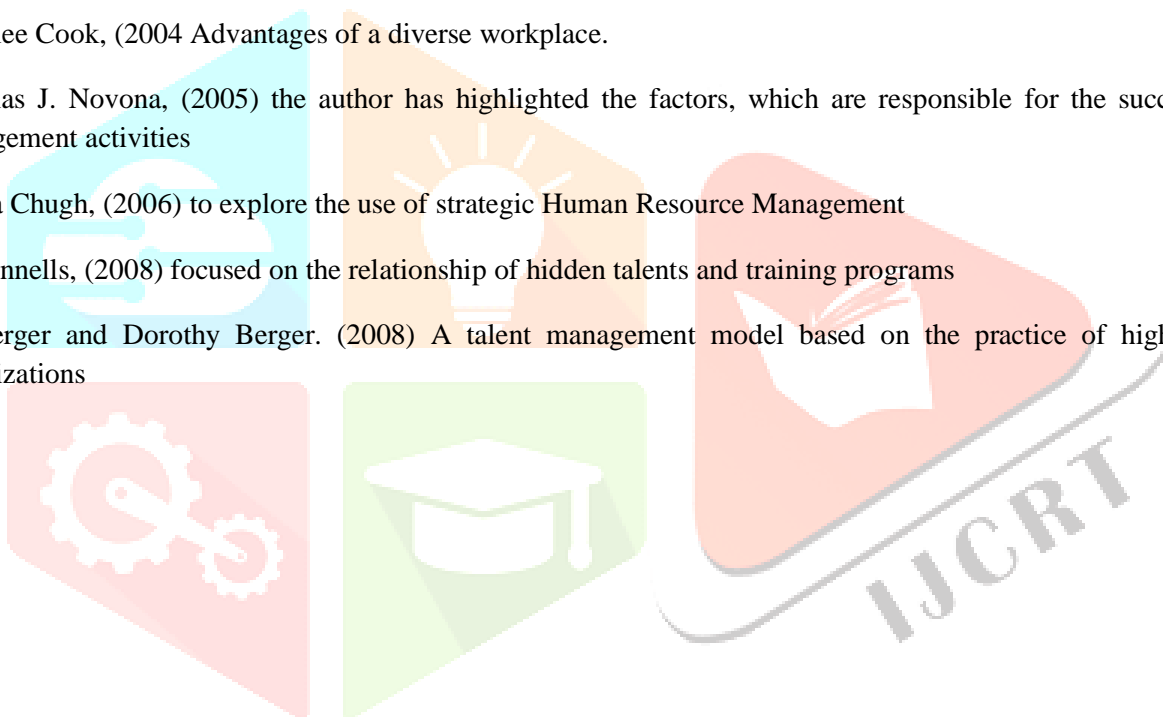 nee Cook, (2004 Advantages of a diverse workplace.
as J. Novona, (2005) the author has highlighted the factors, which are responsible for the succ
gement activities
Chugh, (2006) to explore the use of strategic Human Resource Management
nnells, (2008) focused on the relationship of hidden talents and training programs
erger and Dorothy Berger. (2008) A talent management model based on the practice of high
izations
IJCRT